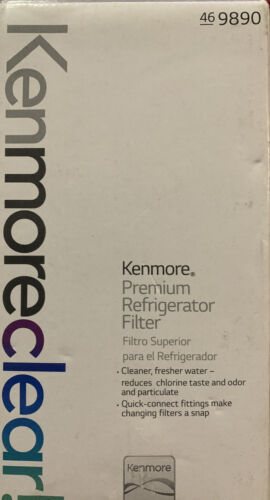 46 9890
Kenmoreclear!
Kenmore®
Premium
Refrigerator
Filter
Filtro Superior
para el Refrigerador
• Cleaner, fresher water –
reduces chlorine taste and odor
and particulate
• Quick-connect fittings make
changing filters a snap
Kenmore